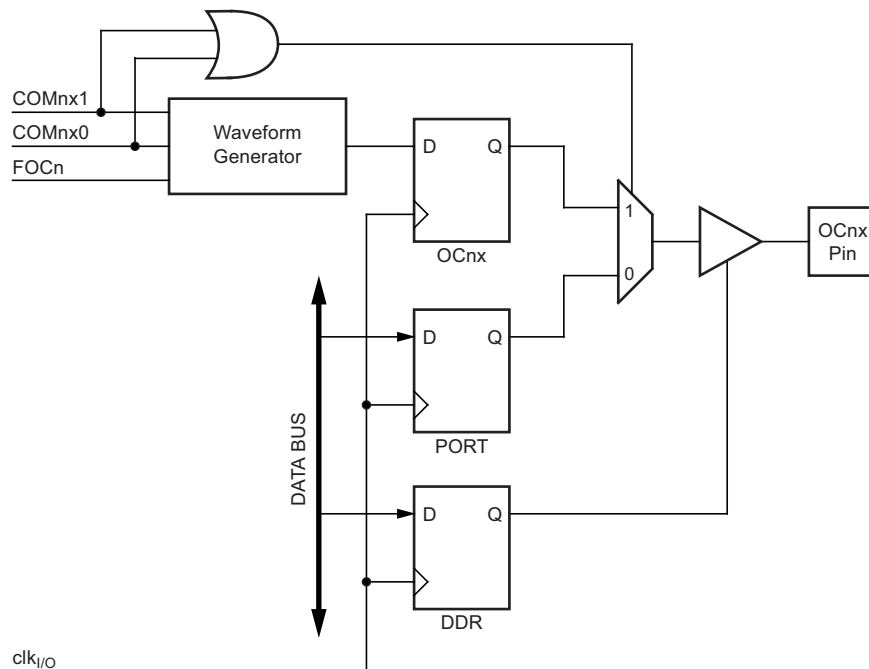 COMnx1
COMnx0
FOCn
Waveform
Generator
D
Q
OCnx
1
0
OCnx
Pin
DATA BUS
D
Q
PORT
D
Q
DDR
clkI/O